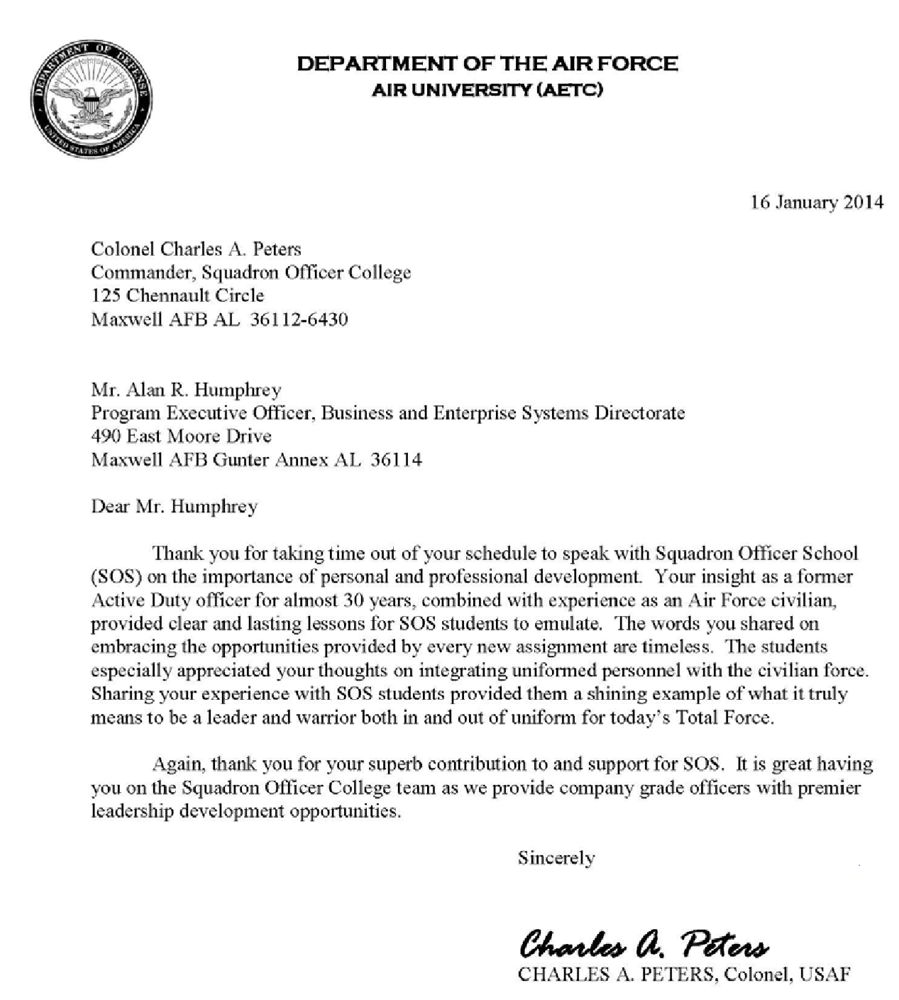 DEPARTMENT OF DEFENSE
UNITED STATES OF AMERICA
DEPARTMENT OF THE AIR FORCE
AIR UNIVERSITY (AETC)
16 January 2014
Colonel Charles A. Peters
Commander, Squadron Officer College
125 Chennault Circle
Maxwell AFB AL  36112-6430
Mr. Alan R. Humphrey
Program Executive Officer, Business and Enterprise Systems Directorate
490 East Moore Drive
Maxwell AFB Gunter Annex AL  36114
Dear Mr. Humphrey
Thank you for taking time out of your schedule to speak with Squadron Officer School
(SOS) on the importance of personal and professional development.  Your insight as a former
Active Duty officer for almost 30 years, combined with experience as an Air Force civilian,
provided clear and lasting lessons for SOS students to emulate.  The words you shared on
embracing the opportunities provided by every new assignment are timeless.  The students
especially appreciated your thoughts on integrating uniformed personnel with the civilian force.
Sharing your experience with SOS students provided them a shining example of what it truly
means to be a leader and warrior both in and out of uniform for today's Total Force.
Again, thank you for your superb contribution to and support for SOS.  It is great having
you on the Squadron Officer College team as we provide company grade officers with premier
leadership development opportunities.
Sincerely
Charles A. Peters
CHARLES A. PETERS, Colonel, USAF